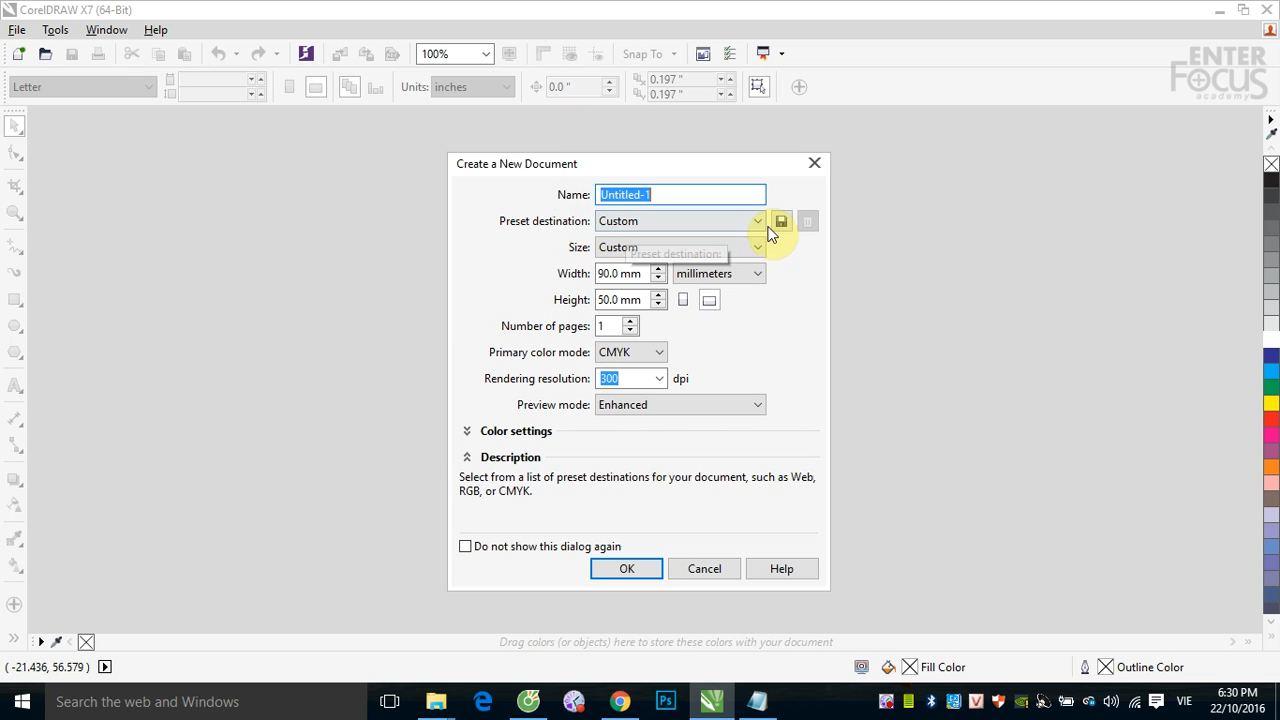 CorelDRAW X7 (64-Bit)
File Tools Window Help
100% Snap To
ENTER
FOCUS
academy
Letter Units: inches 0.0 " 0.197 "
0.197 "
Create a New Document
Name: Untitled-1
Preset destination: Custom
Size: Custom
Preset destination:
Width: 90.0 mm millimeters
Height: 50.0 mm
Number of pages: 1
Primary color mode: CMYK
Rendering resolution: 300 dpi
Preview mode: Enhanced
Color settings
Description
Select from a list of preset destinations for your document, such as Web,
RGB, or CMYK.
Do not show this dialog again
OK Cancel Help
Drag colors (or objects) here to store these colors with your document
( -21.436, 56.579 ) Fill Color Outline Color
Search the web and Windows Ps VIE 6:30 PM
22/10/2016